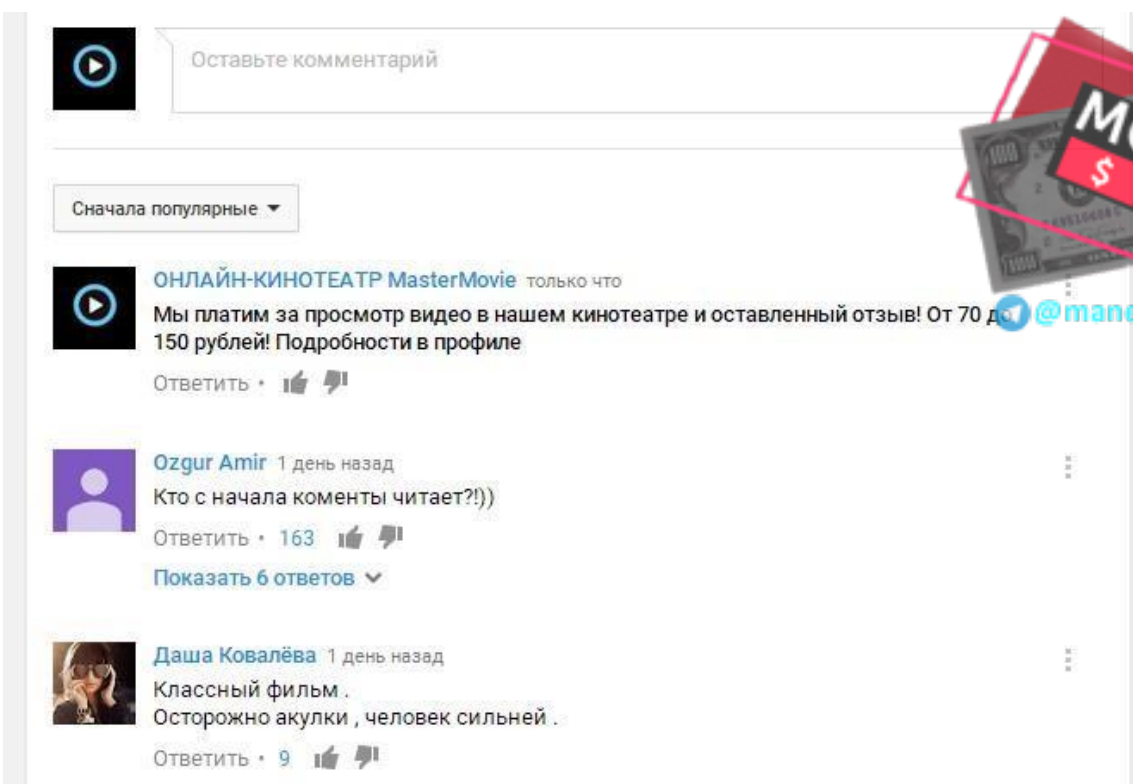 Оставьте комментарий
Сначала популярные
ОНЛАЙН-КИНОТЕАТР MasterMovie только что
Мы платим за просмотр видео в нашем кинотеатре и оставленный отзыв! От 70 до
150 рублей! Подробности в профиле
Ответить •
Ozgur Amir 1 день назад
Кто с начала коменты читает?!))
Ответить • 163
Показать 6 ответов
Даша Ковалёва 1 день назад
Классный фильм .
Осторожно акулки , человек сильней .
Ответить • 9
$
100